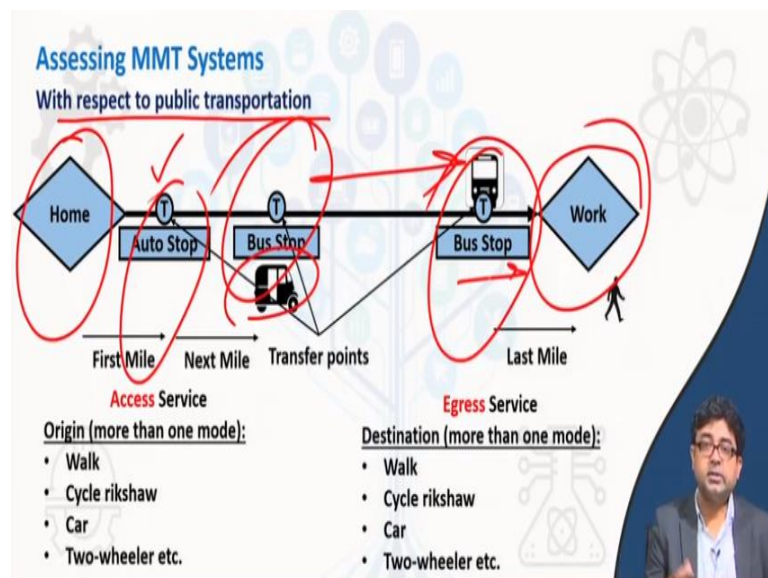 Assessing MMT Systems
With respect to public transportation
Home
T
T
T
Work
Auto Stop
Bus Stop
Bus Stop
First Mile
Next Mile
Transfer points
Last Mile
Access Service
Egress Service
Origin (more than one mode):
• Walk
• Cycle rikshaw
• Car
• Two-wheeler etc.
Destination (more than one mode):
• Walk
• Cycle rikshaw
• Car
• Two-wheeler etc.